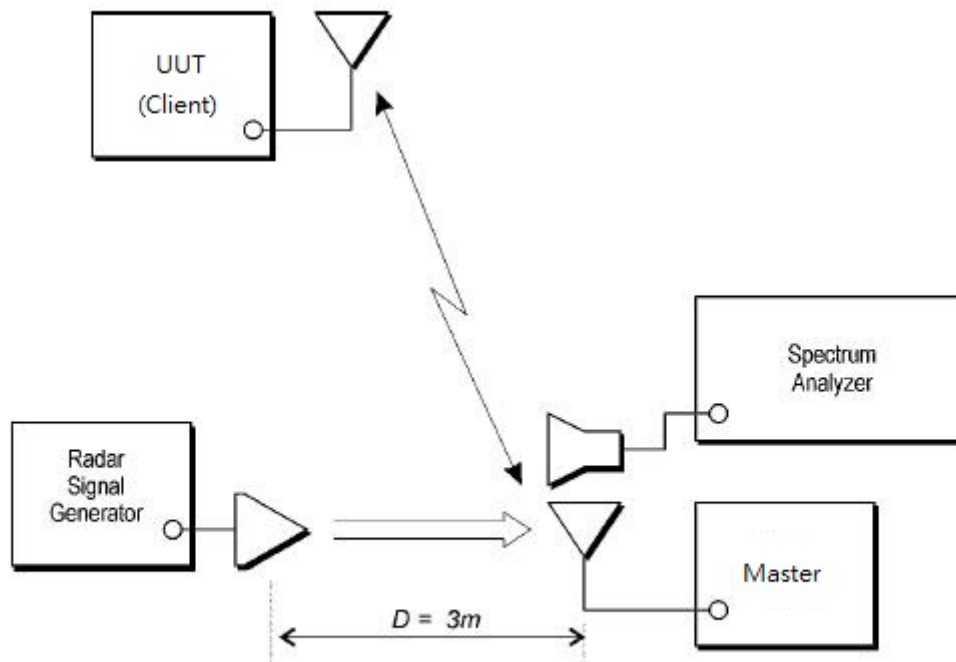 UUT
(Client)
Spectrum
Analyzer
Radar
Signal
Generator
Master
D = 3m